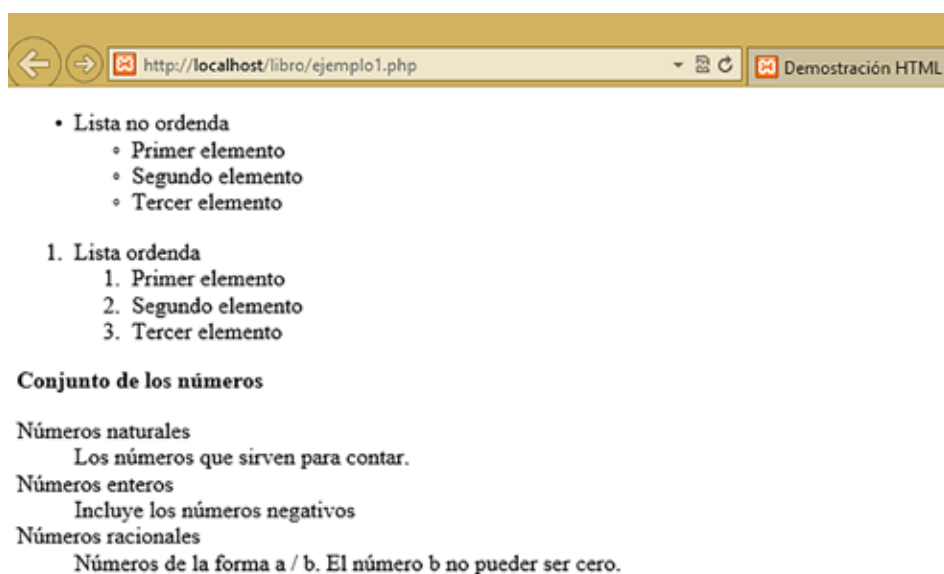 http://localhost/libro/ejemplo1.php
Demostración HTML
• Lista no ordenda
◦ Primer elemento
◦ Segundo elemento
◦ Tercer elemento
1. Lista ordenda
1. Primer elemento
2. Segundo elemento
3. Tercer elemento
Conjunto de los números
Números naturales
Los números que sirven para contar.
Números enteros
Incluye los números negativos
Números racionales
Números de la forma a / b. El número b no pueder ser cero.